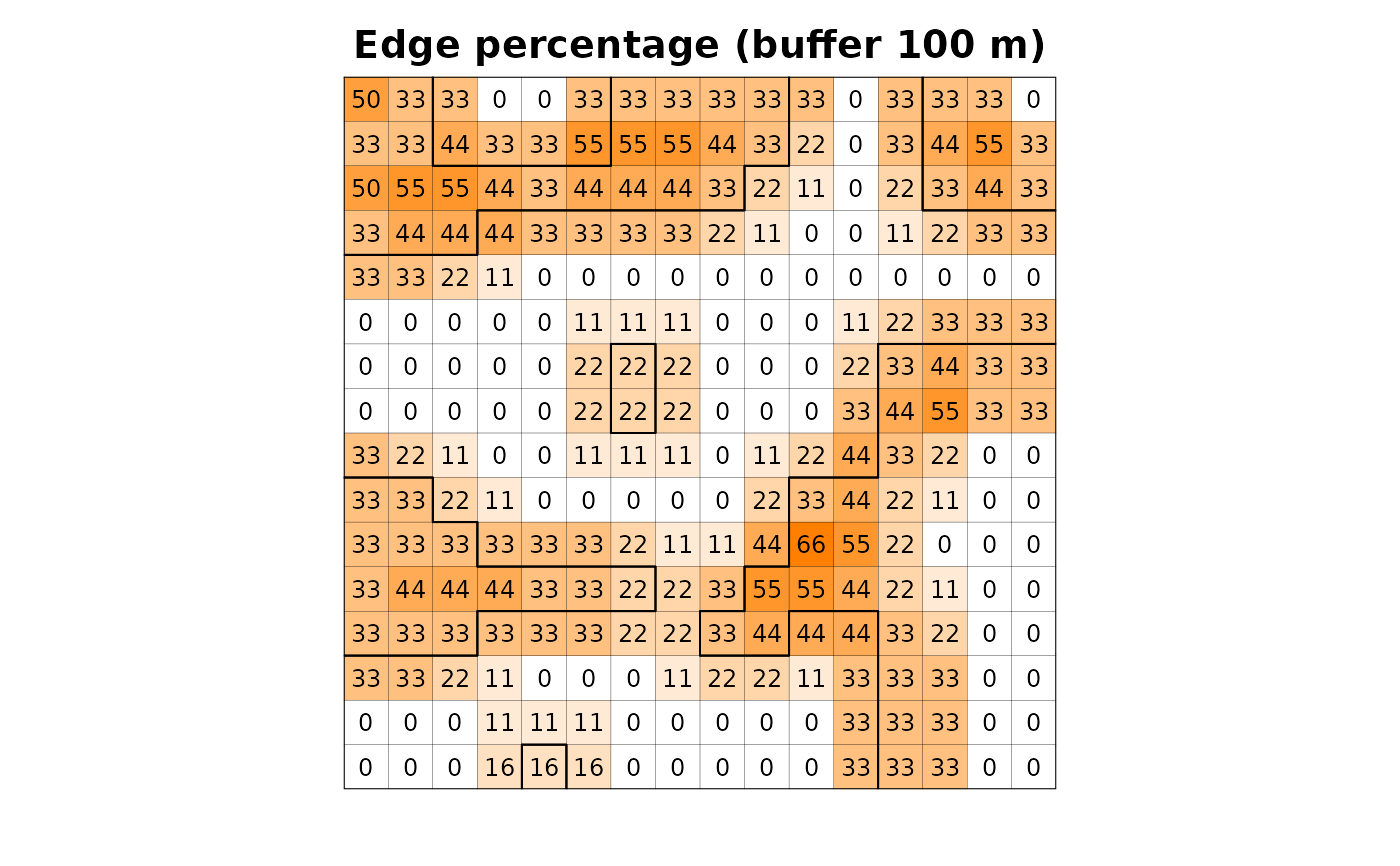 Edge percentage (buffer 100 m)
50 33 33 0 0 33 33 33 33 33 33 0 33 33 33 0
33 33 44 33 33 55 55 55 44 33 22 0 33 44 55 33
50 55 55 44 33 44 44 44 33 22 11 0 22 33 44 33
33 44 44 44 33 33 33 33 22 11 0 0 11 22 33 33
33 33 22 11 0 0 0 0 0 0 0 0 0 0 0 0
0 0 0 0 0 11 11 11 0 0 0 11 22 33 33 33
0 0 0 0 0 22 22 22 0 0 0 22 33 44 33 33
0 0 0 0 0 22 22 22 0 0 0 33 44 55 33 33
33 22 11 0 0 11 11 11 0 11 22 44 33 22 0 0
33 33 22 11 0 0 0 0 0 22 33 44 22 11 0 0
33 33 33 33 33 33 22 11 11 44 66 55 22 0 0 0
33 44 44 44 33 33 22 22 33 55 55 44 22 11 0 0
33 33 33 33 33 33 22 22 33 44 44 44 33 22 0 0
33 33 22 11 0 0 0 11 22 22 11 33 33 33 0 0
0 0 0 11 11 11 0 0 0 0 0 33 33 33 0 0
0 0 0 16 16 16 0 0 0 0 0 33 33 33 0 0